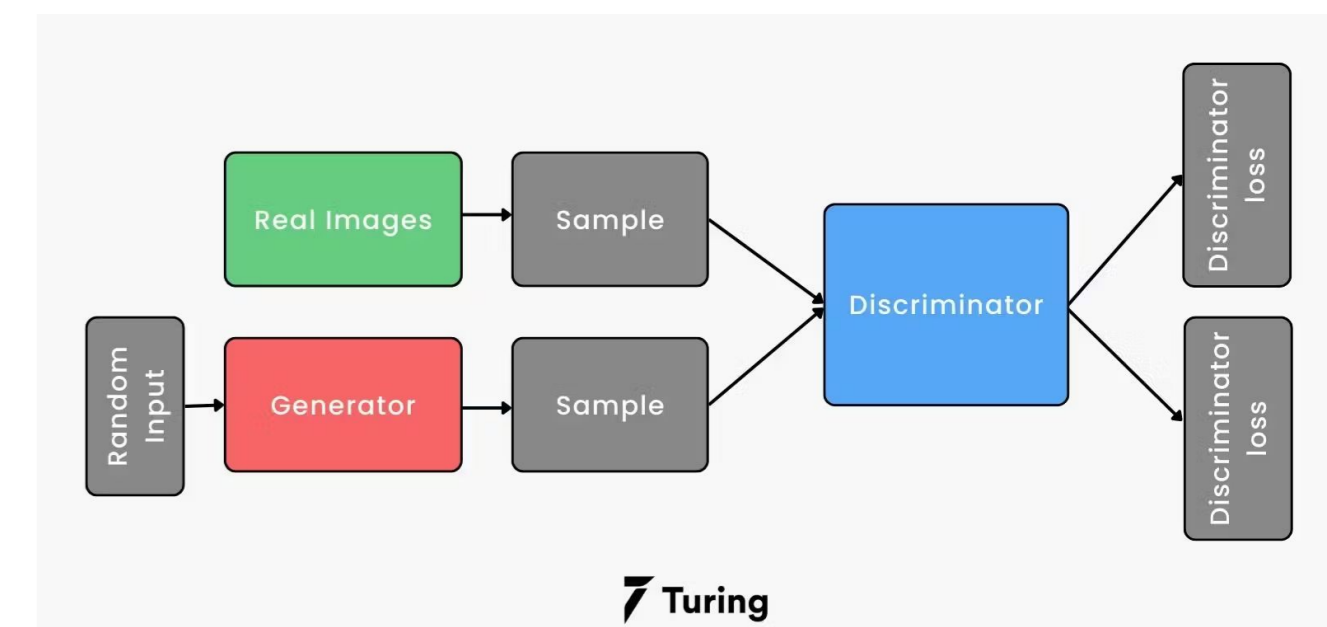 Real Images
Sample
Random
Input
Generator
Sample
Discriminator
Discriminator
loss
Discriminator
loss
Turing